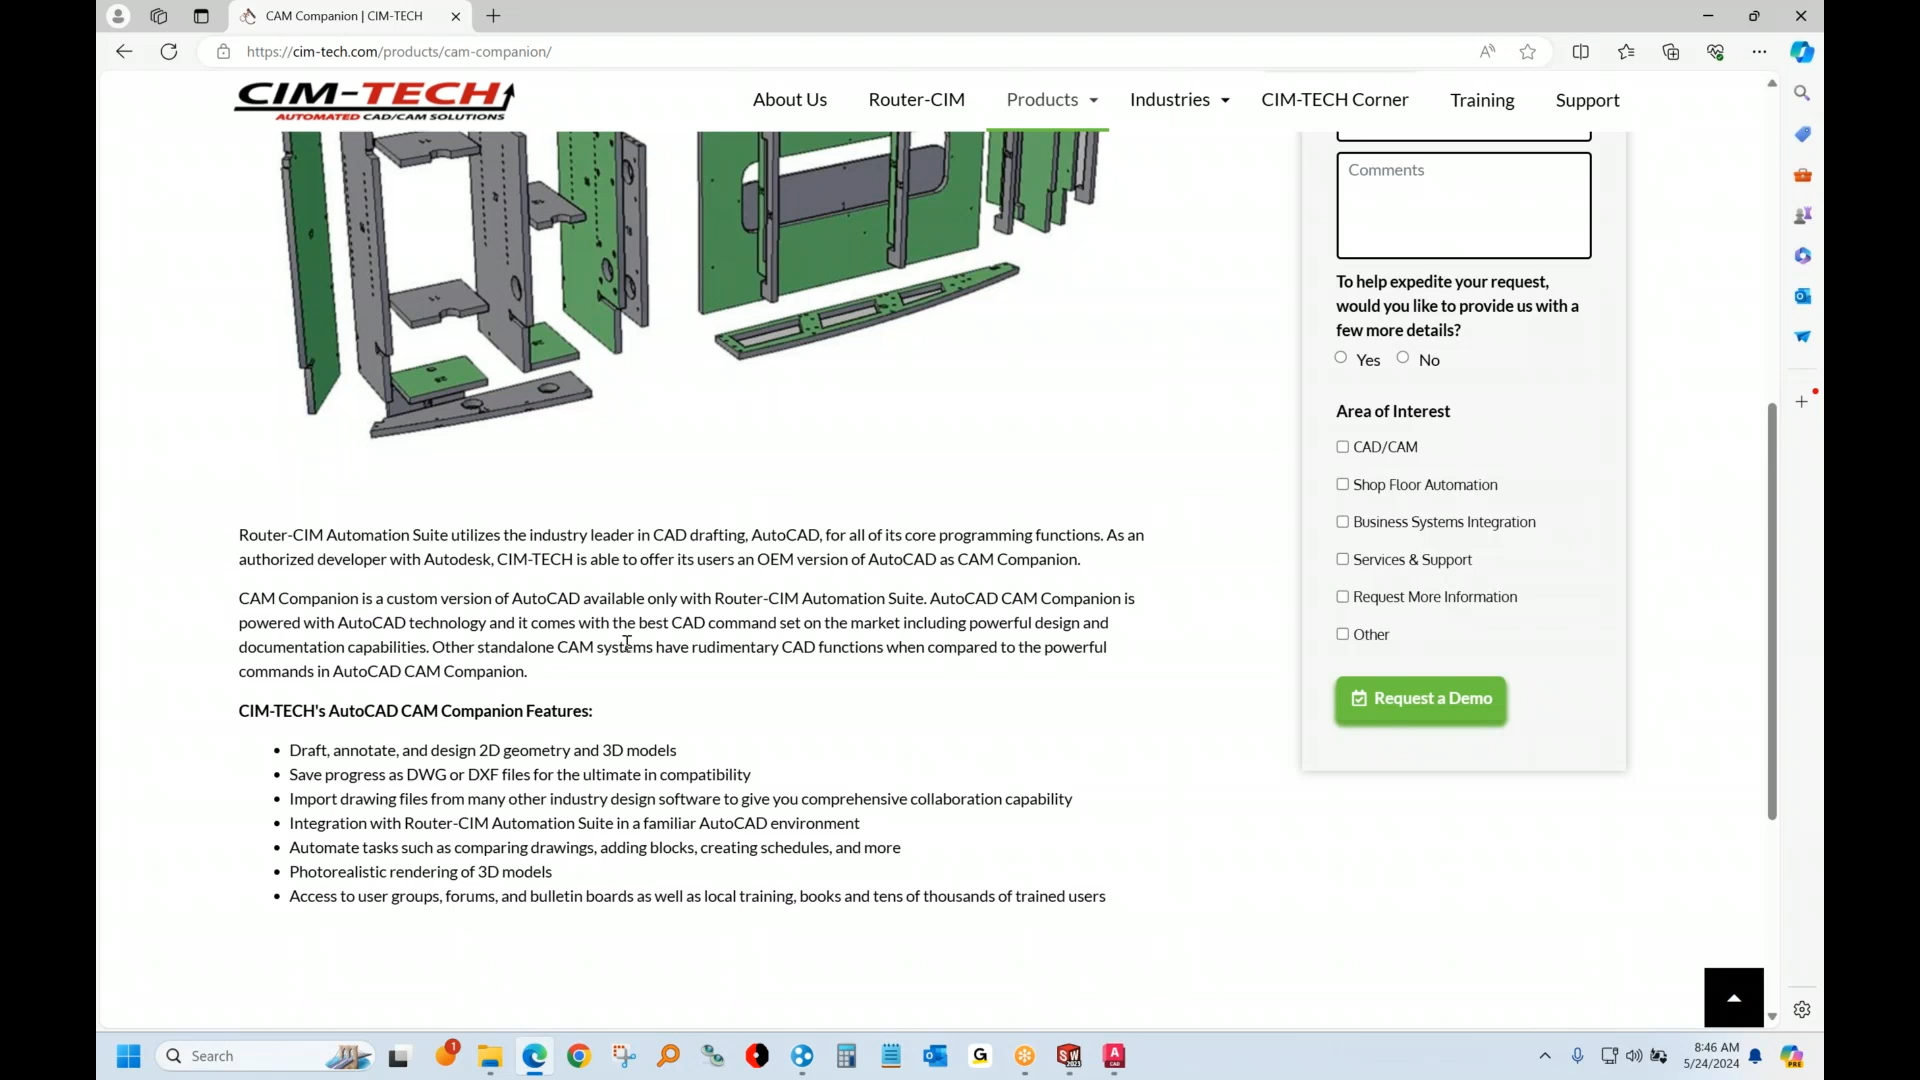 CAM Companion | CIM-TECH
https://cim-tech.com/products/cam-companion/
CIM-TECH
AUTOMATED CAD/CAM SOLUTIONS
About Us
Router-CIM
Products
Industries
CIM-TECH Corner
Training
Support
Router-CIM Automation Suite utilizes the industry leader in CAD drafting, AutoCAD, for all of its core programming functions. As an
authorized developer with Autodesk, CIM-TECH is able to offer its users an OEM version of AutoCAD as CAM Companion.
CAM Companion is a custom version of AutoCAD available only with Router-CIM Automation Suite. AutoCAD CAM Companion is
powered with AutoCAD technology and it comes with the best CAD command set on the market including powerful design and
documentation capabilities. Other standalone CAM systems have rudimentary CAD functions when compared to the powerful
commands in AutoCAD CAM Companion.
CIM-TECH's AutoCAD CAM Companion Features:
• Draft, annotate, and design 2D geometry and 3D models
• Save progress as DWG or DXF files for the ultimate in compatibility
• Import drawing files from many other industry design software to give you comprehensive collaboration capability
• Integration with Router-CIM Automation Suite in a familiar AutoCAD environment
• Automate tasks such as comparing drawings, adding blocks, creating schedules, and more
• Photorealistic rendering of 3D models
• Access to user groups, forums, and bulletin boards as well as local training, books and tens of thousands of trained users
Comments
To help expedite your request,
would you like to provide us with a
few more details?
Yes
No
Area of Interest
CAD/CAM
Shop Floor Automation
Business Systems Integration
Services & Support
Request More Information
Other
Request a Demo
Search
1
8:46 AM
5/24/2024